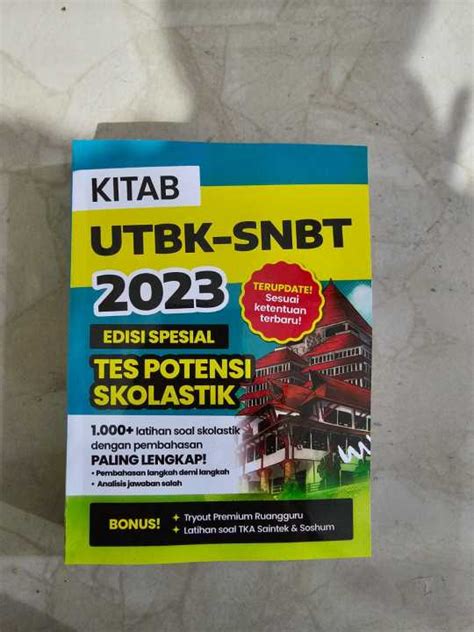 KITAB
UTBK-SNBT
2023
TERUPDATE!
Sesuai
ketentuan
terbaru!
EDISI SPESIAL
TES POTENSI
SKOLASTIK
1.000+ latihan soal skolastik
dengan pembahasan
PALING LENGKAP!
• Pembahasan langkah demi langkah
• Analisis jawaban salah
BONUS!
+ Tryout Premium Ruangguru
+ Latihan soal TKA Saintek & Soshum